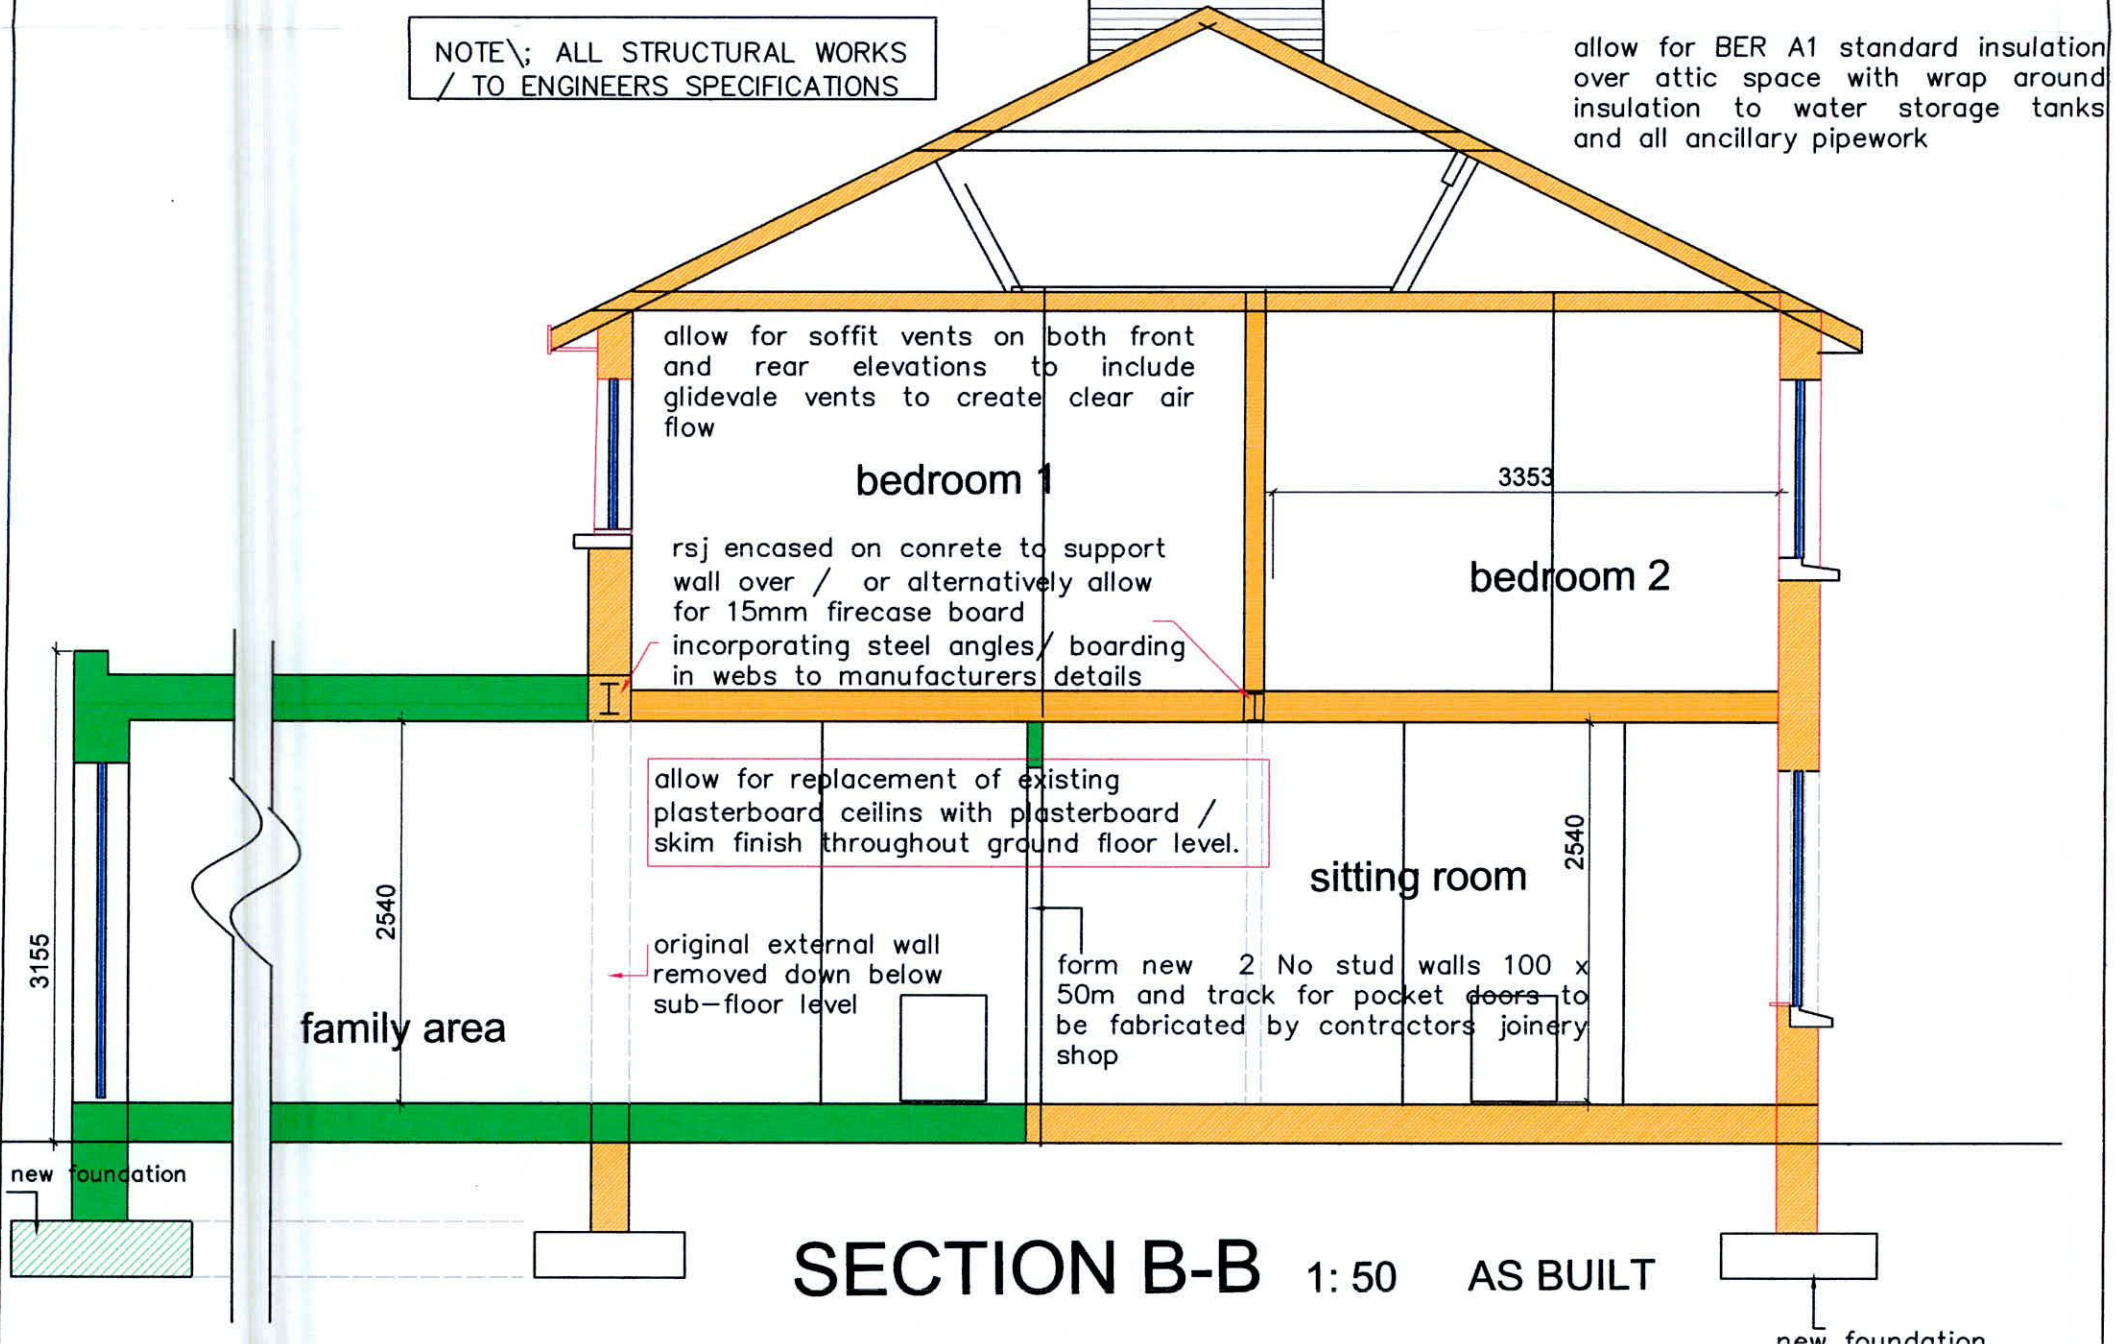 NOTE\; ALL STRUCTURAL WORKS
/ TO ENGINEERS SPECIFICATIONS
allow for BER A1 standard insulation
over attic space with wrap around
insulation to water storage tanks
and all ancillary pipework
allow for soffit vents on both front
and rear elevations to include
glidevale vents to create clear air
flow
bedroom 1
3353
bedroom 2
rsj encased on conrete to support
wall over / or alternatively allow
for 15mm firecase board
incorporating steel angles/ boarding
in webs to manufacturers details
allow for replacement of existing
plasterboard ceilins with plasterboard /
skim finish throughout ground floor level.
2540
sitting room
2540
3155
original external wall
removed down below
sub-floor level
family area
form new 2 No stud walls 100 x
50m and track for pocket doors to
be fabricated by contractors joinery
shop
new foundation
SECTION B-B 1:50 AS BUILT
new foundation